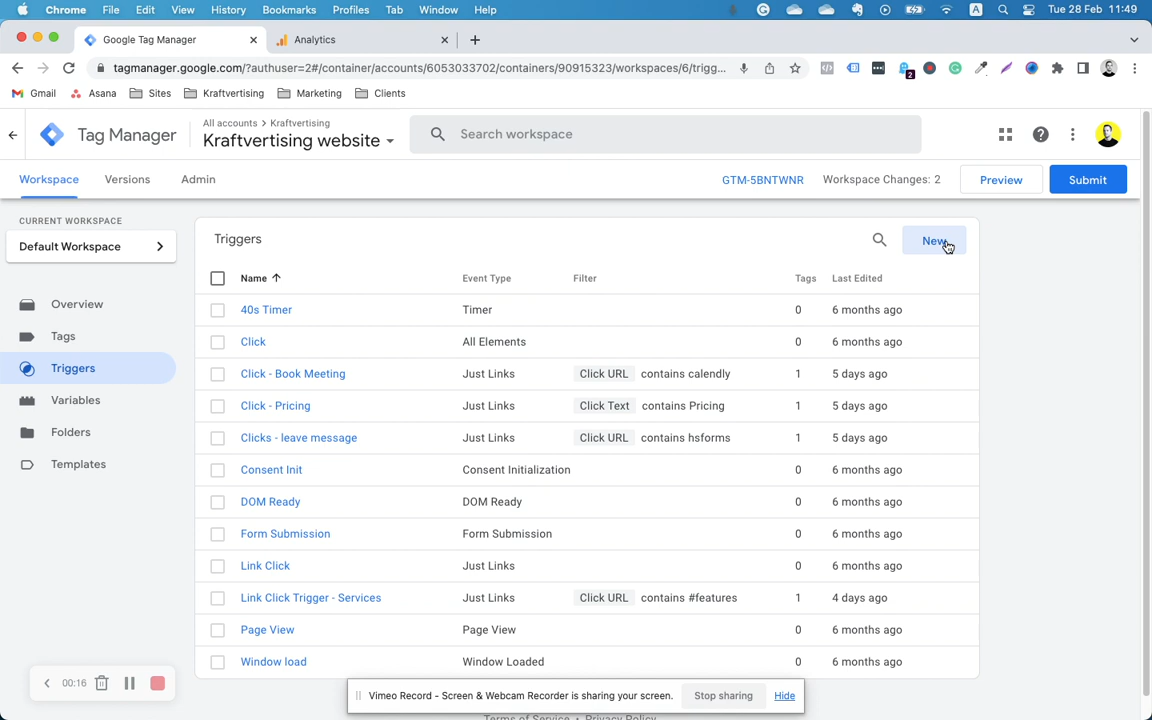 Chrome File Edit View History Bookmarks Profiles Tab Window Help A Tue 28 Feb 11:49
Google Tag Manager Analytics
tagmanager.google.com/?authuser=2#/container/accounts/6053033702/containers/90915323/workspaces/6/trigg... 2
Gmail Asana Sites Kraftvertising Marketing Clients
All accounts > Kraftvertising
Tag Manager Kraftvertising website Search workspace
Workspace Versions Admin GTM-5BNTWNR Workspace Changes: 2 Preview Submit
CURRENT WORKSPACE
Default Workspace
Overview
Tags
Triggers
Variables
Folders
Templates
Triggers New
Name Event Type Filter Tags Last Edited
40s Timer Timer 0 6 months ago
Click All Elements 0 6 months ago
Click - Book Meeting Just Links Click URL contains calendly 1 5 days ago
Click - Pricing Just Links Click Text contains Pricing 1 5 days ago
Clicks - leave message Just Links Click URL contains hsforms 1 5 days ago
Consent Init Consent Initialization 0 6 months ago
DOM Ready DOM Ready 0 6 months ago
Form Submission Form Submission 0 6 months ago
Link Click Just Links 0 6 months ago
Link Click Trigger - Services Just Links Click URL contains #features 1 4 days ago
Page View Page View 0 6 months ago
Window load Window Loaded 0 6 months ago
00:16
Vimeo Record - Screen & Webcam Recorder is sharing your screen. Stop sharing Hide
Terms of Service • Privacy Policy